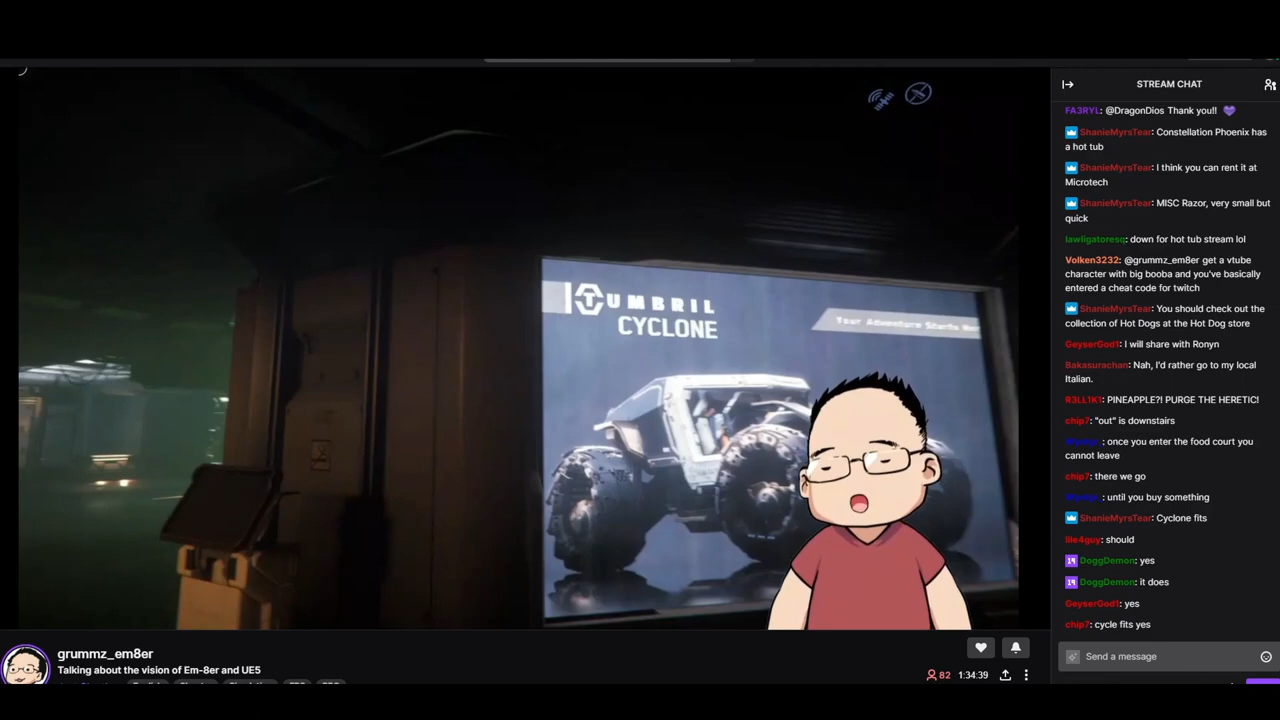 TUMBRIL
CYCLONE
Your Adventure Starts
STREAM CHAT
FA3RYL: @DragonDios Thank you!!
ShanieMyrsTear: Constellation Phoenix has
a hot tub
ShanieMyrsTear: I think you can rent it at
Microtech
ShanieMyrsTear: MISC Razor, very small but
quick
lawligatoresq: down for hot tub stream lol
Volken3232: @grummz_em8er get a vtube
character with big booba and you've basically
entered a cheat code for twitch
ShanieMyrsTear: You should check out the
collection of Hot Dogs at the Hot Dog store
GeyserGod1: I will share with Ronyn
Bakasurachan: Nah, I'd rather go to my local
Italian.
R3LL1K1: PINEAPPLE?! PURGE THE HERETIC!
chip7: "out" is downstairs
: once you enter the food court you
cannot leave
chip7: there we go
: until you buy something
ShanieMyrsTear: Cyclone fits
lile4guy: should
DoggDemon: yes
DoggDemon: it does
GeyserGod1: yes
chip7: cycle fits yes
Send a message
grummz_em8er
Talking about the vision of Em-8er and UE5
82 1:34:39